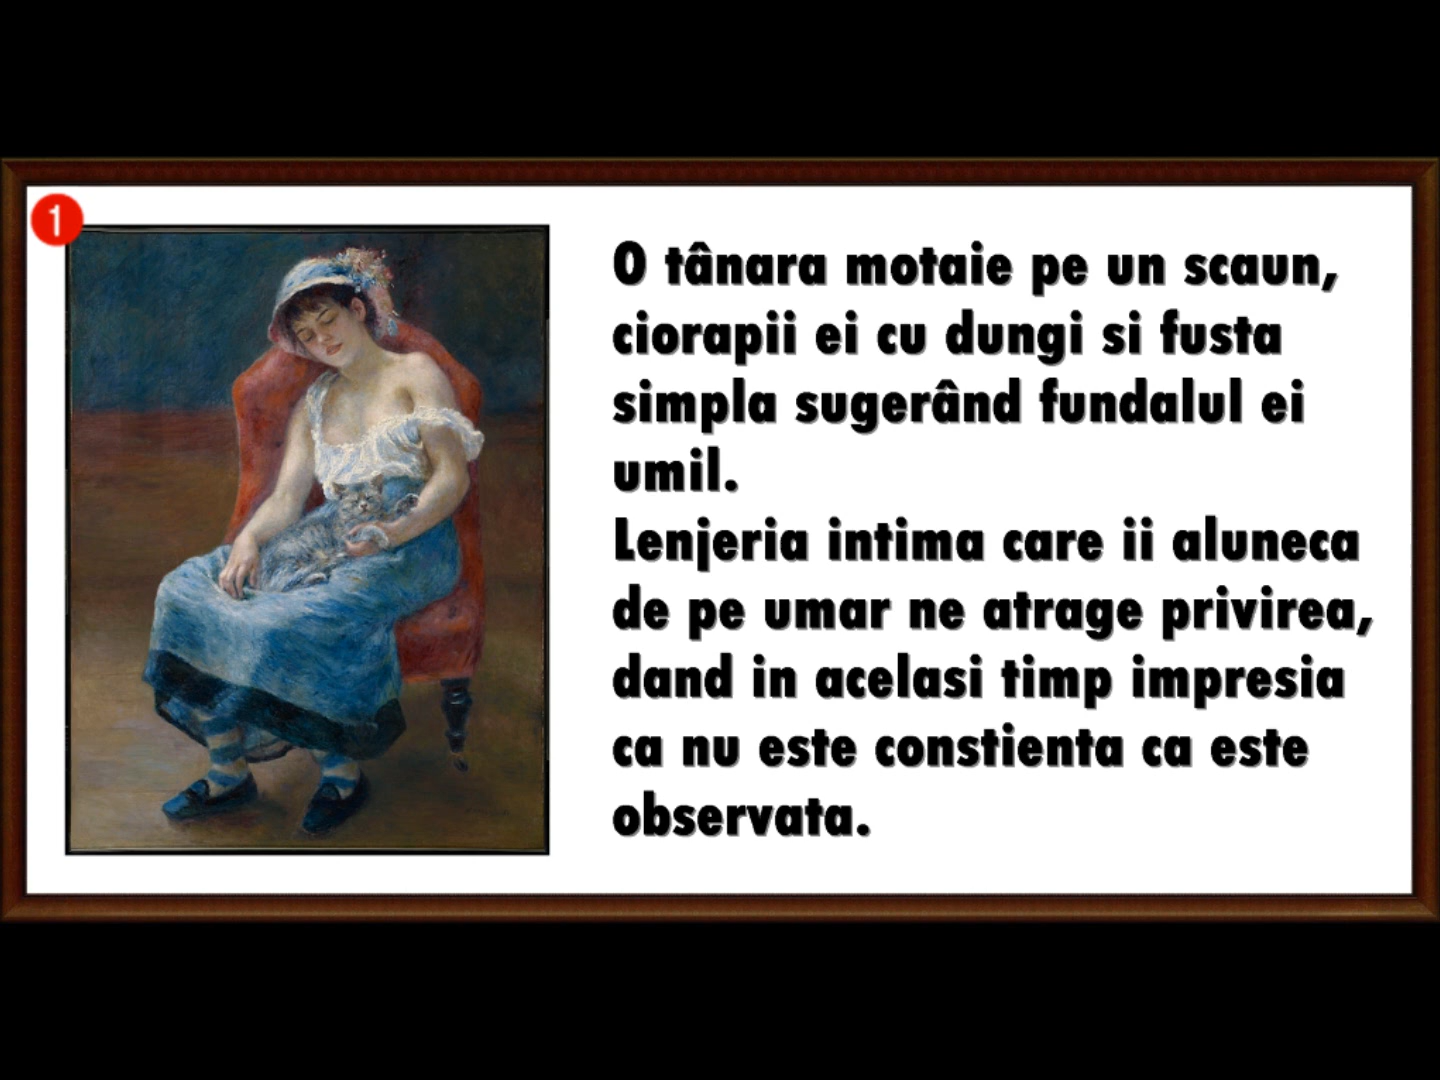 1
O tânara motaie pe un scaun,
ciorapii ei cu dungi si fusta
simpla sugerând fundalul ei
umil.
Lenjeria intima care ii aluneca
de pe umar ne atrage privirea,
dand in acelasi timp impresia
ca nu este constienta ca este
observata.